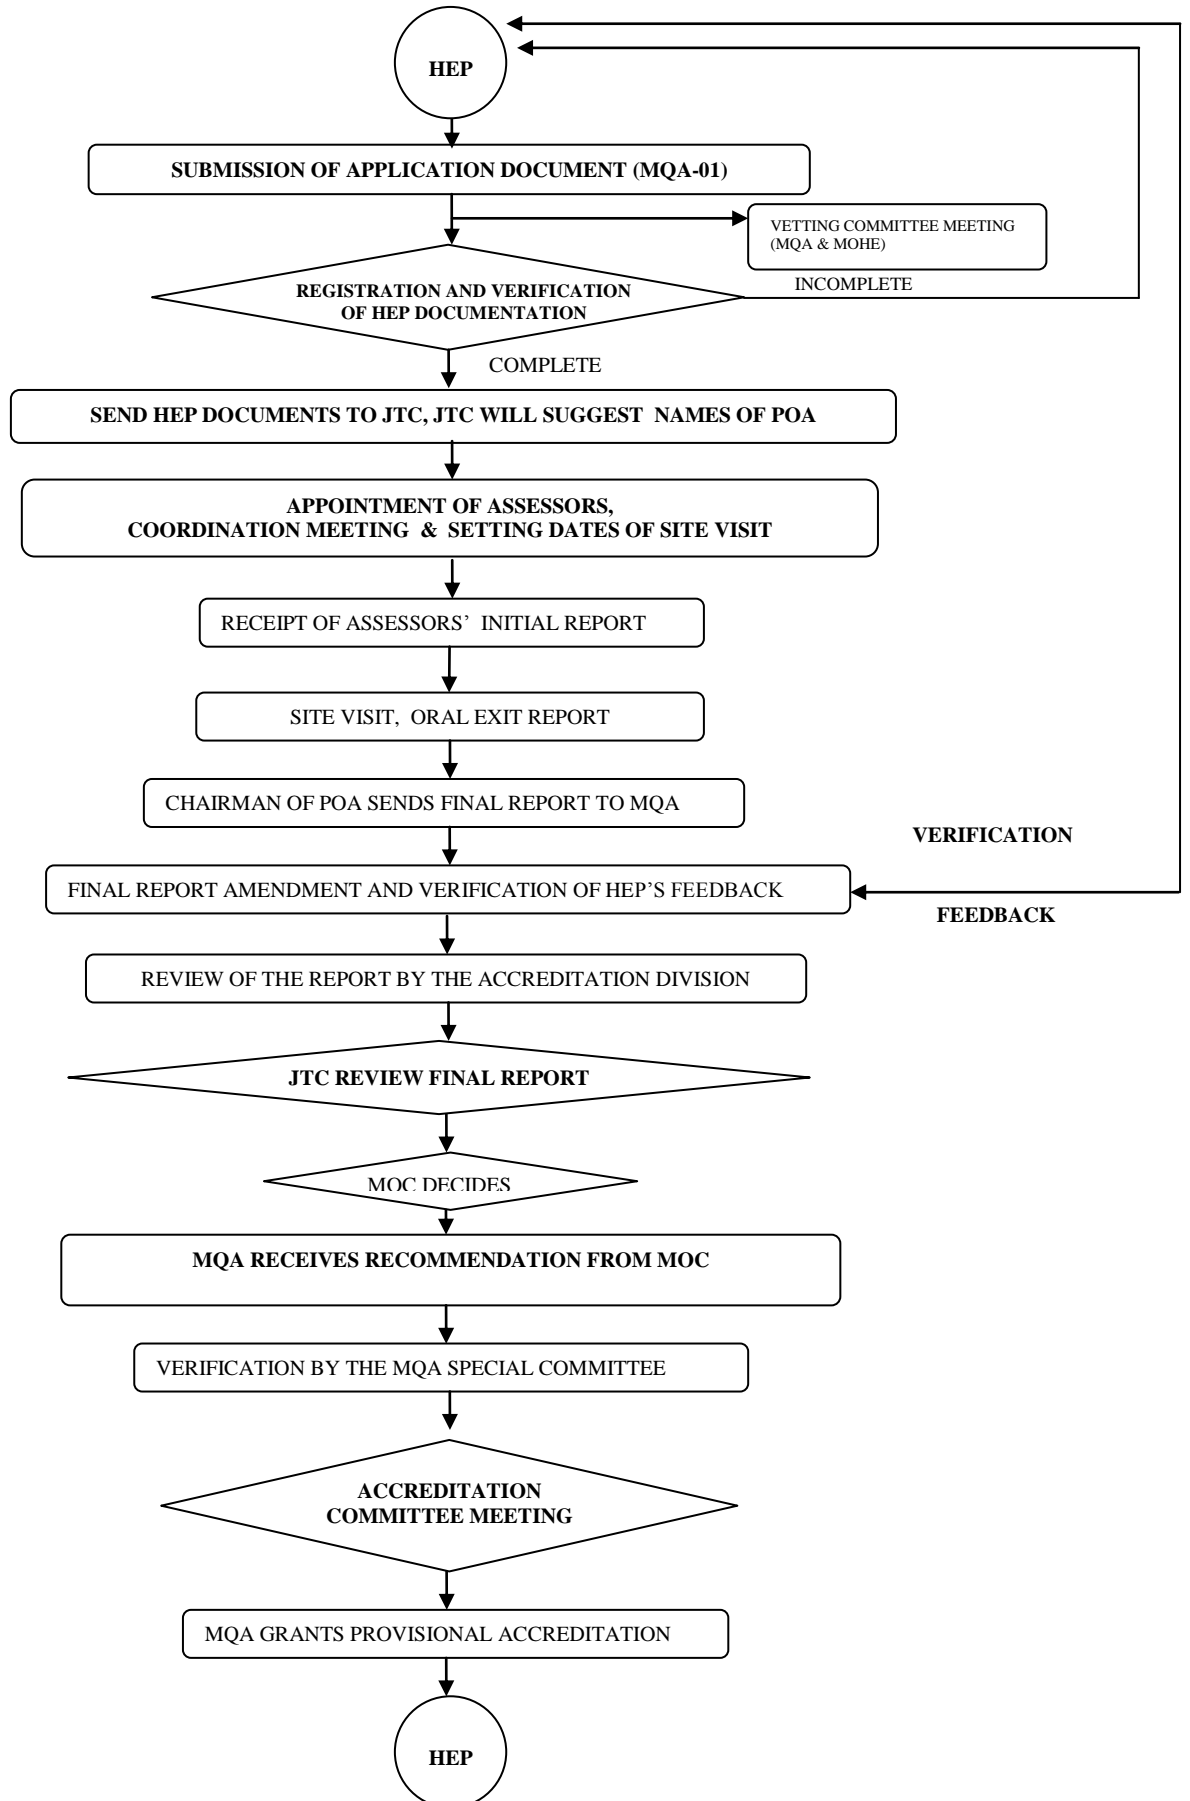 HEP
SUBMISSION OF APPLICATION DOCUMENT (MQA-01)
VETTING COMMITTEE MEETING
(MQA & MOHE)
INCOMPLETE
REGISTRATION AND VERIFICATION
OF HEP DOCUMENTATION
COMPLETE
SEND HEP DOCUMENTS TO JTC, JTC WILL SUGGEST NAMES OF POA
APPOINTMENT OF ASSESSORS,
COORDINATION MEETING & SETTING DATES OF SITE VISIT
RECEIPT OF ASSESSORS’ INITIAL REPORT
SITE VISIT, ORAL EXIT REPORT
CHAIRMAN OF POA SENDS FINAL REPORT TO MQA
VERIFICATION
FINAL REPORT AMENDMENT AND VERIFICATION OF HEP’S FEEDBACK
FEEDBACK
REVIEW OF THE REPORT BY THE ACCREDITATION DIVISION
JTC REVIEW FINAL REPORT
MOC DECIDES
MQA RECEIVES RECOMMENDATION FROM MOC
VERIFICATION BY THE MQA SPECIAL COMMITTEE
ACCREDITATION
COMMITTEE MEETING
MQA GRANTS PROVISIONAL ACCREDITATION
HEP